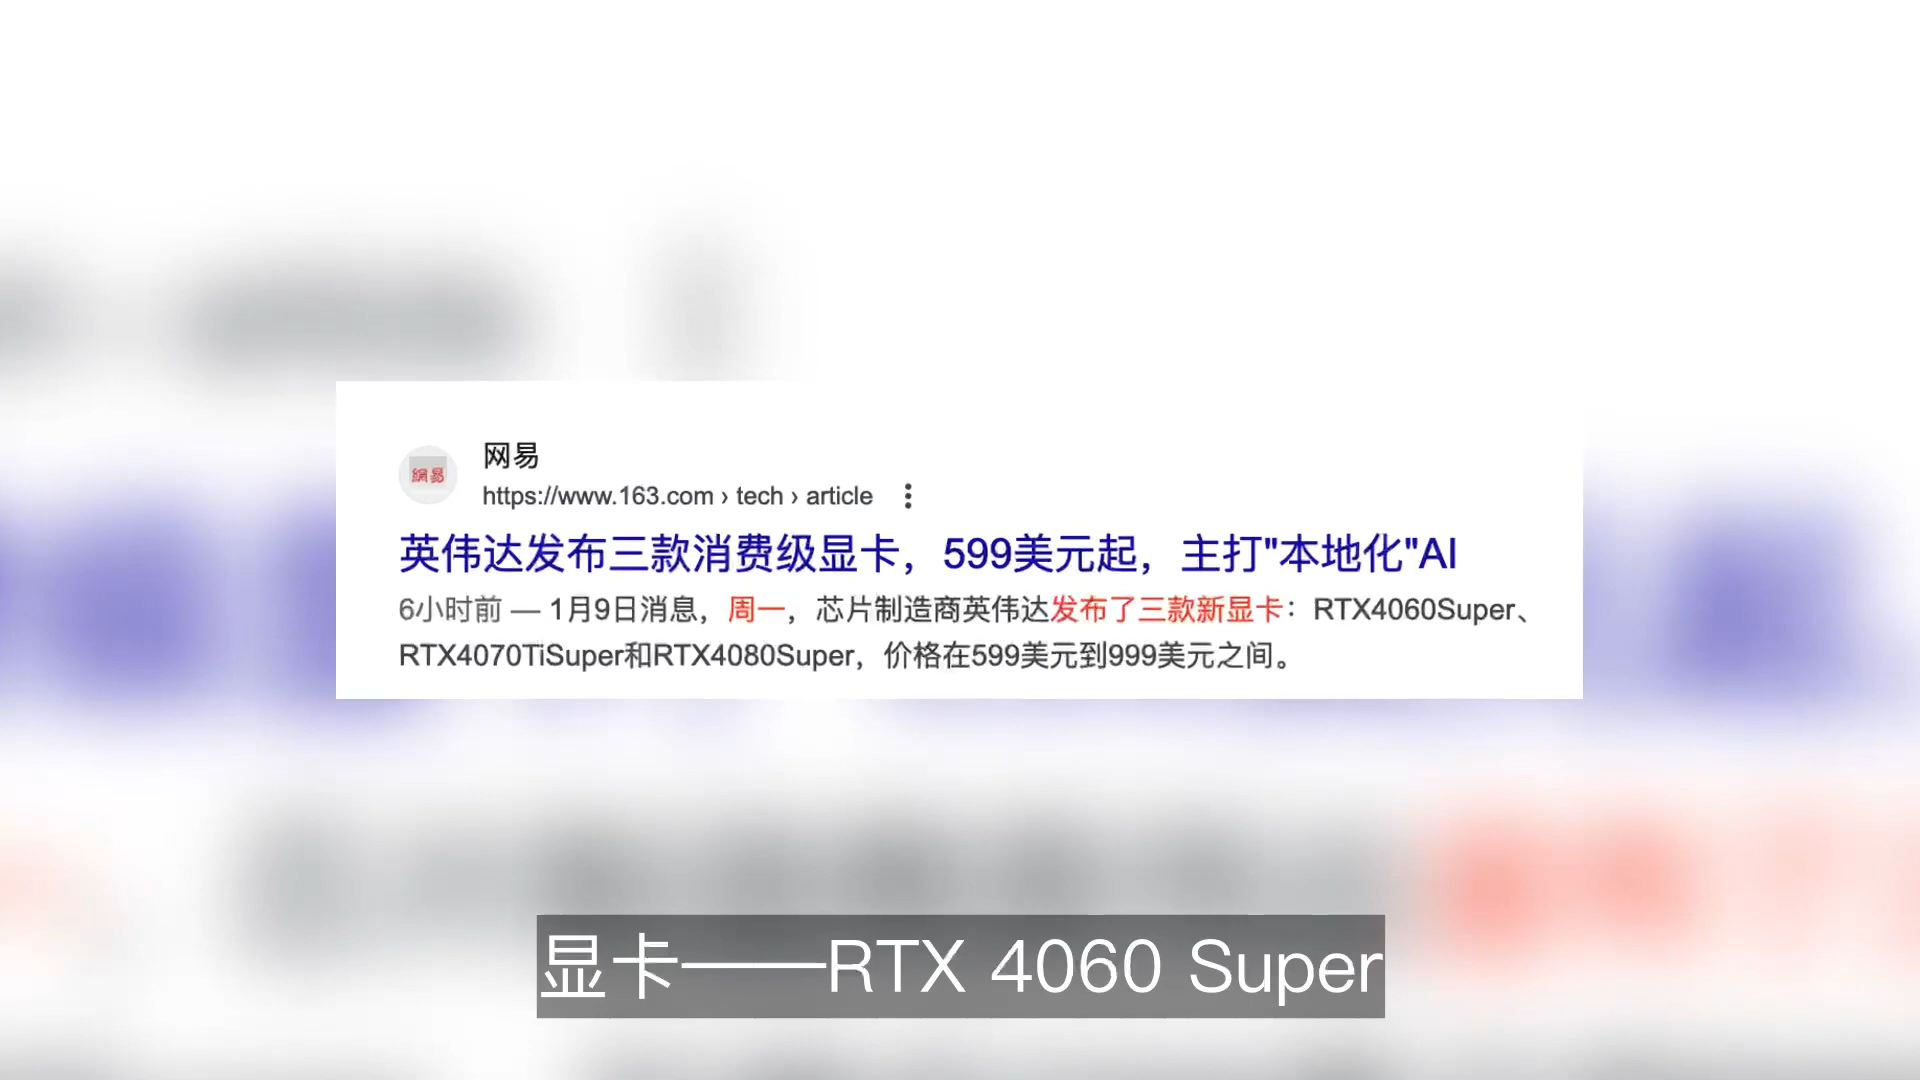 網易
网易
https://www.163.com › tech › article
英伟达发布三款消费级显卡，599美元起，主打"本地化"AI
6小时前 — 1月9日消息，周一，芯片制造商英伟达发布了三款新显卡：RTX4060Super、
RTX4070TiSuper和RTX4080Super，价格在599美元到999美元之间。
显卡——RTX 4060 Super